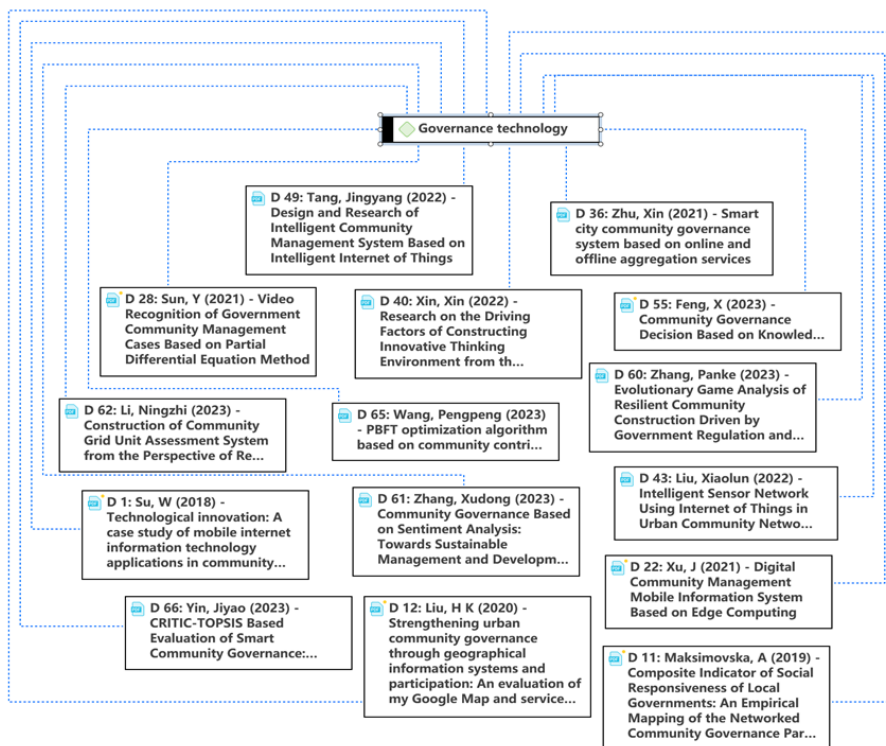 Governance technology
D 49: Tang, Jingyang (2022) -
Design and Research of
Intelligent Community
Management System Based on
Intelligent Internet of Things
D 36: Zhu, Xin (2021) - Smart
city community governance
system based on online and
offline aggregation services
D 28: Sun, Y (2021) - Video
Recognition of Government
Community Management
Cases Based on Partial
Differential Equation Method
D 40: Xin, Xin (2022) -
Research on the Driving
Factors of Constructing
Innovative Thinking
Environment from th...
D 55: Feng, X (2023) -
Community Governance
Decision Based on Knowled...
D 60: Zhang, Panke (2023) -
Evolutionary Game Analysis of
Resilient Community
Construction Driven by
Government Regulation and...
D 62: Li, Ningzhi (2023) -
Construction of Community
Grid Unit Assessment System
from the Perspective of Re...
D 65: Wang, Pengpeng (2023)
- PBFT optimization algorithm
based on community contri...
D 43: Liu, Xiaolun (2022) -
Intelligent Sensor Network
Using Internet of Things in
Urban Community Netwo...
D 1: Su, W (2018) -
Technological innovation: A
case study of mobile internet
information technology
applications in community...
D 61: Zhang, Xudong (2023) -
Community Governance Based
on Sentiment Analysis:
Towards Sustainable
Management and Developm...
D 22: Xu, J (2021) - Digital
Community Management
Mobile Information System
Based on Edge Computing
D 66: Yin, Jiyao (2023) -
CRITIC-TOPSIS Based
Evaluation of Smart
Community Governance:...
D 12: Liu, H K (2020) -
Strengthening urban
community governance
through geographical
information systems and
participation: An evaluation of
my Google Map and service...
D 11: Maksimovska, A (2019) -
Composite Indicator of Social
Responsiveness of Local
Governments: An Empirical
Mapping of the Networked
Community Governance Par...